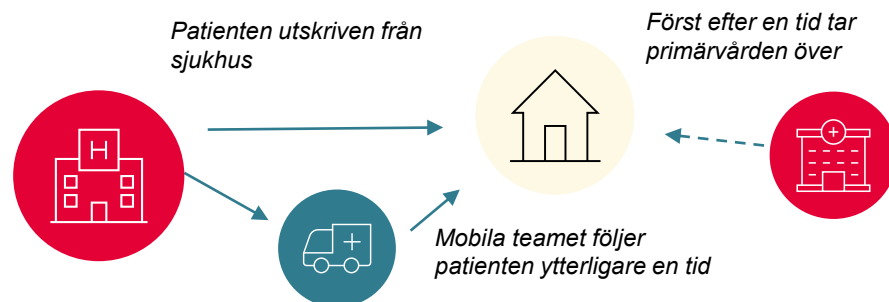 Patienten utskriven från
sjukhus
Först efter en tid tar
primärvården över
H
Mobila teamet följer
patienten ytterligare en tid